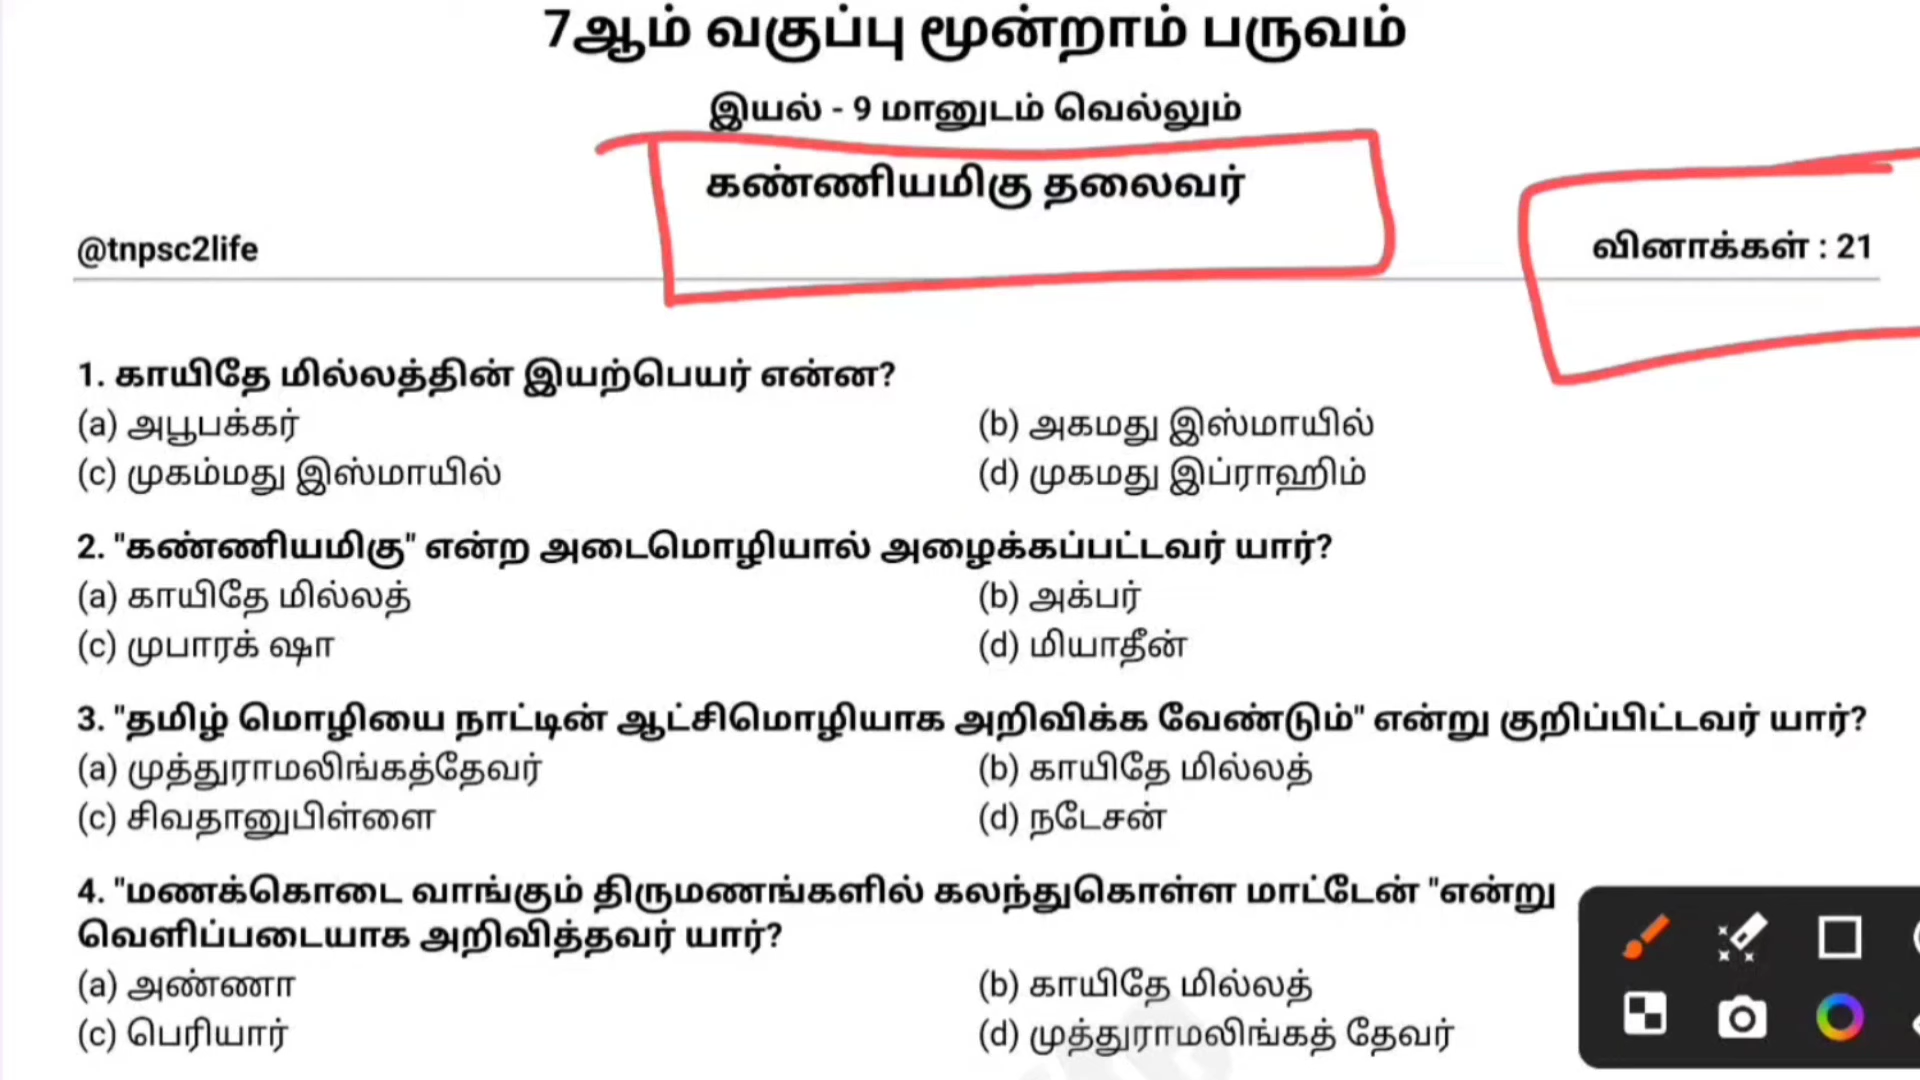 7ஆம் வகுப்பு மூன்றாம் பருவம்
இயல் - 9 மானுடம் வெல்லும்
கண்ணியமிகு தலைவர்
@tnpsc2life
வினாக்கள் : 21
1. காயிதே மில்லத்தின் இயற்பெயர் என்ன?
(a) அபூபக்கர்
(b) அகமது இஸ்மாயில்
(c) முகம்மது இஸ்மாயில்
(d) முகமது இப்ராஹிம்
2. "கண்ணியமிகு" என்ற அடைமொழியால் அழைக்கப்பட்டவர் யார்?
(a) காயிதே மில்லத்
(b) அக்பர்
(c) முபாரக் ஷா
(d) மியாதீன்
3. "தமிழ் மொழியை நாட்டின் ஆட்சிமொழியாக அறிவிக்க வேண்டும்" என்று குறிப்பிட்டவர் யார்?
(a) முத்துராமலிங்கத்தேவர்
(b) காயிதே மில்லத்
(c) சிவதானுபிள்ளை
(d) நடேசன்
4. "மணக்கொடை வாங்கும் திருமணங்களில் கலந்துகொள்ள மாட்டேன் "என்று
வெளிப்படையாக அறிவித்தவர் யார்?
(a) அண்ணா
(b) காயிதே மில்லத்
(c) பெரியார்
(d) முத்துராமலிங்கத் தேவர்